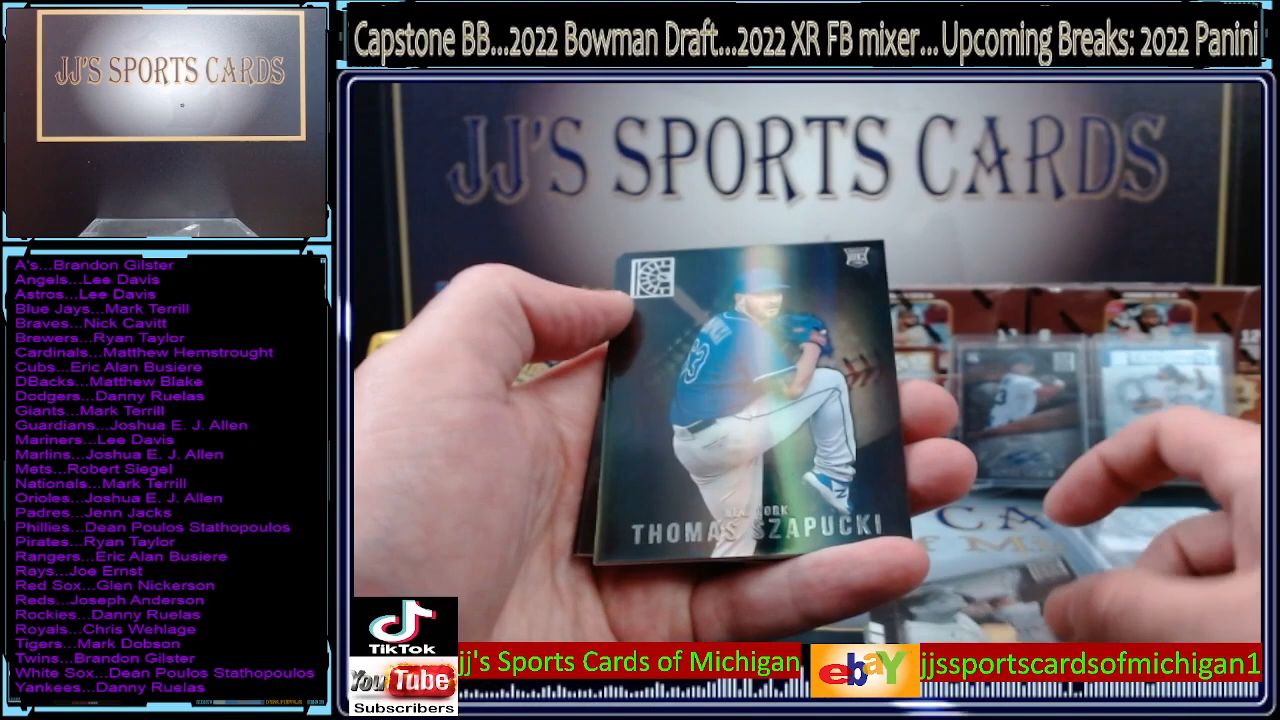 JJ'S SPORTS CARDS
Capstone BB...2022 Bowman Draft...2022 XR FB mixer...Upcoming Breaks: 2022 Panini
JJ'S SPORTS CARDS
A's...Brandon Gilster
Angels...Lee Davis
Astros...Lee Davis
Blue Jays...Mark Terrill
Braves...Nick Cavitt
Brewers...Ryan Taylor
Cardinals...Matthew Hemstrought
Cubs...Eric Alan Busiere
DBacks...Matthew Blake
Dodgers...Danny Ruelas
Giants...Mark Terrill
Guardians...Joshua E. J. Allen
Mariners...Lee Davis
Marlins...Joshua E. J. Allen
Mets...Robert Siegel
Nationals...Mark Terrill
Orioles...Joshua E. J. Allen
Padres...Jenn Jacks
Phillies...Dean Poulos Stathopoulos
Pirates...Ryan Taylor
Rangers...Eric Alan Busiere
Rays...Joe Ernst
Red Sox...Glen Nickerson
Reds...Joseph Anderson
Rockies...Danny Ruelas
Royals...Chris Wehlage
Tigers...Mark Dobson
Twins...Brandon Gilster
White Sox...Dean Poulos Stathopoulos
Yankees...Danny Ruelas
NEW YORK
THOMAS SZAPUCKI
TikTok
YouTube
Subscribers
jj's Sports Cards of Michigan
ebay
jjssportscardsofmichigan1